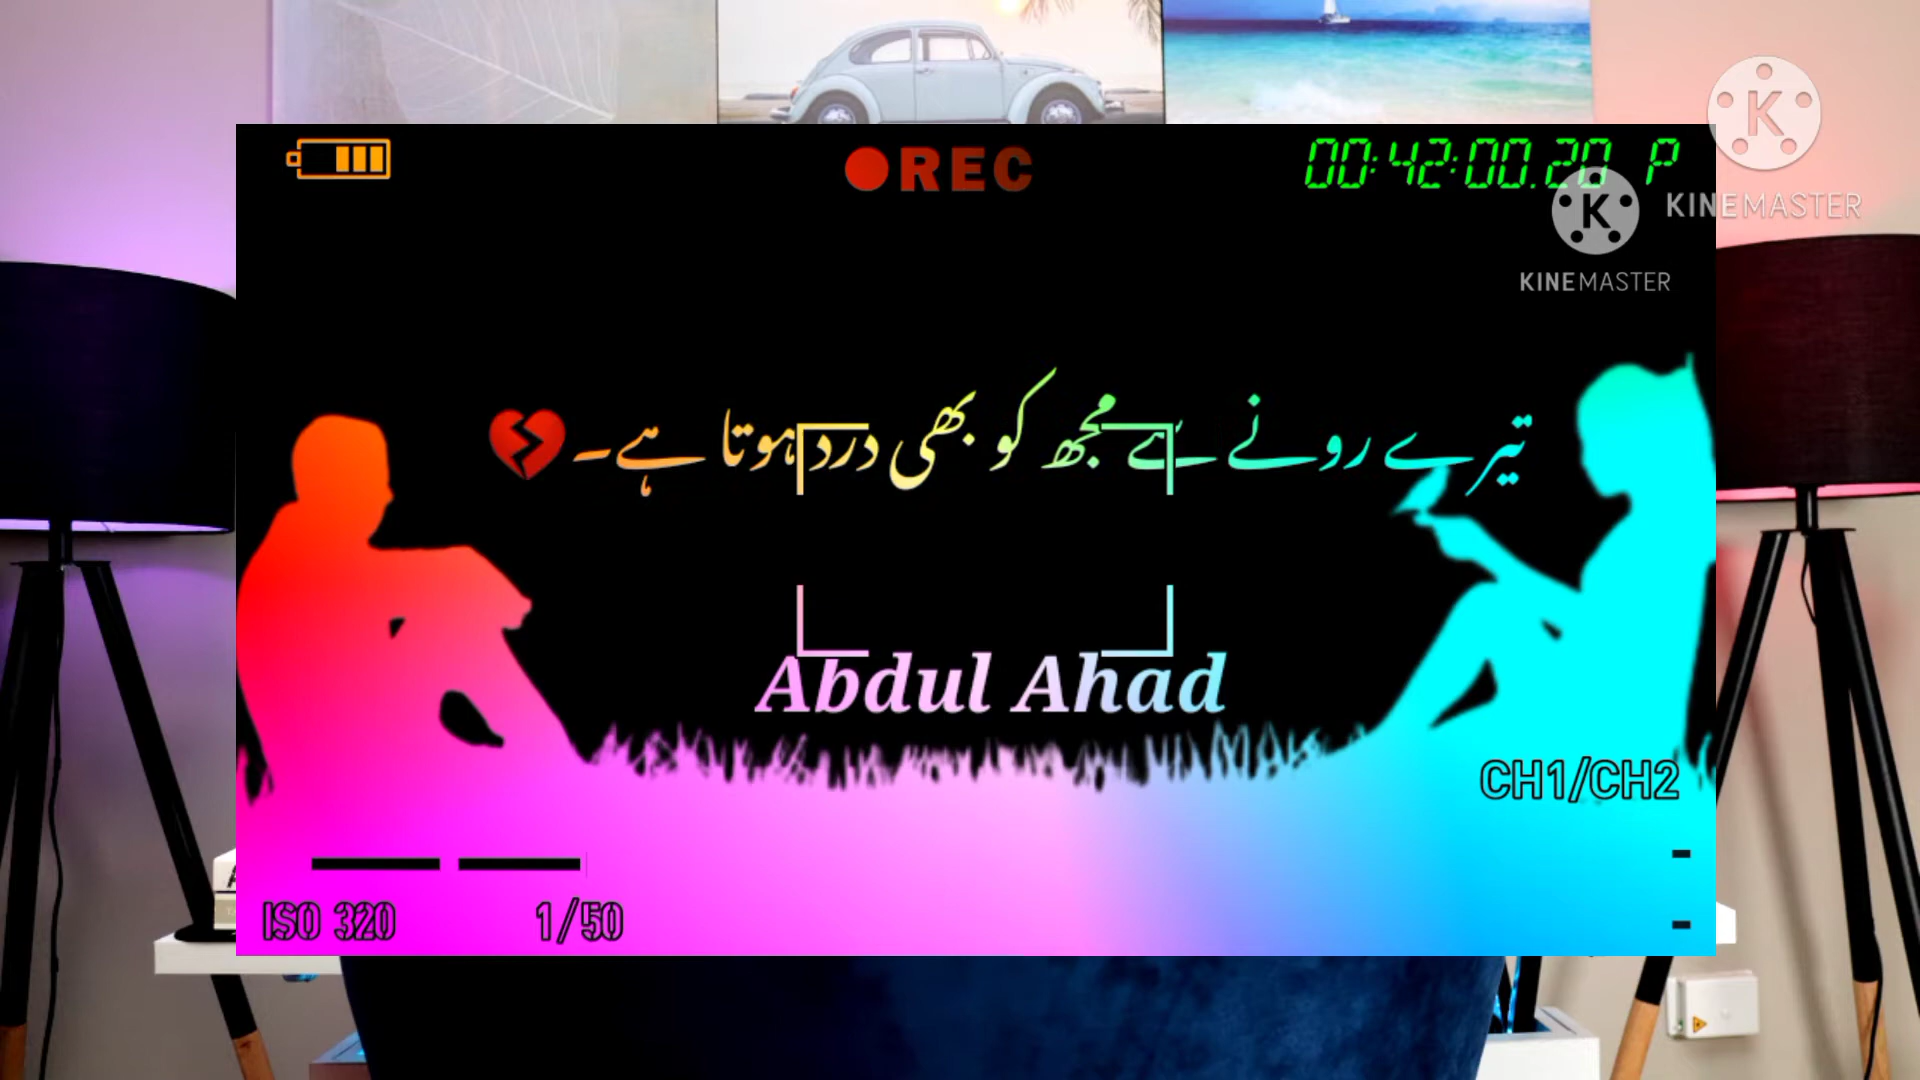 REC
00:42:00.20 P
KINEMASTER
KINEMASTER
تیرے رونے سے مجھ کو بھی درد ہوتا ہے۔💔
Abdul Ahad
CH1/CH2
ISO 320 1/50